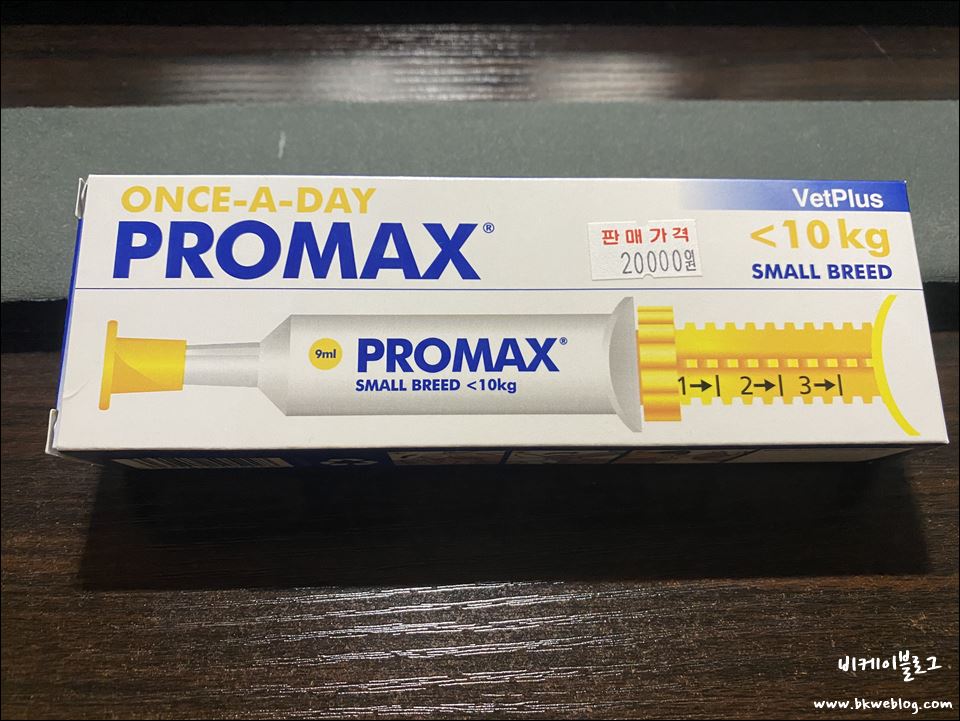 ONCE-A-DAY
PROMAX®
VetPlus
<10 kg
SMALL BREED
판매가격
20000원
9ml
PROMAX®
SMALL BREED <10kg
1→| 2→| 3→|
비케이블로그
www.bkweblog.com